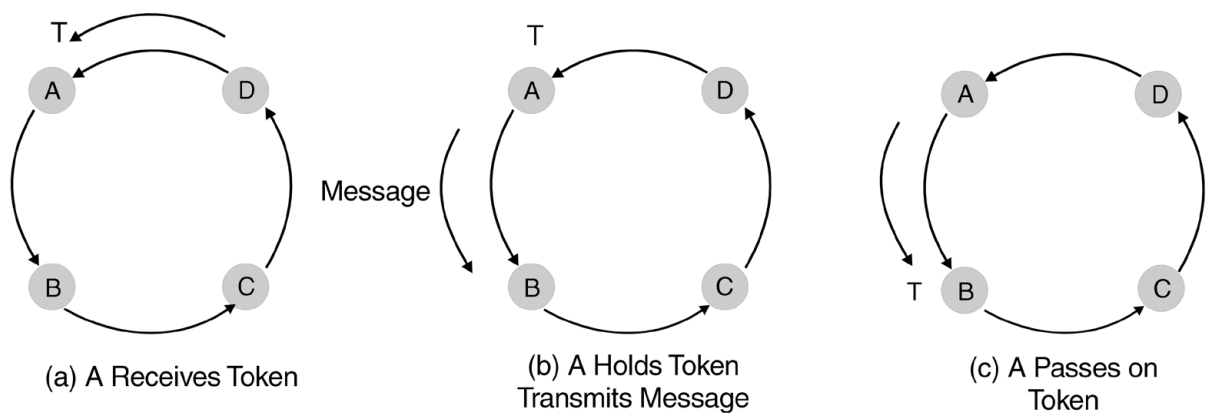 T
A
D
B
C
(a) A Receives Token
T
A
D
Message
B
C
(b) A Holds Token
Transmits Message
A
D
T
B
C
(c) A Passes on
Token